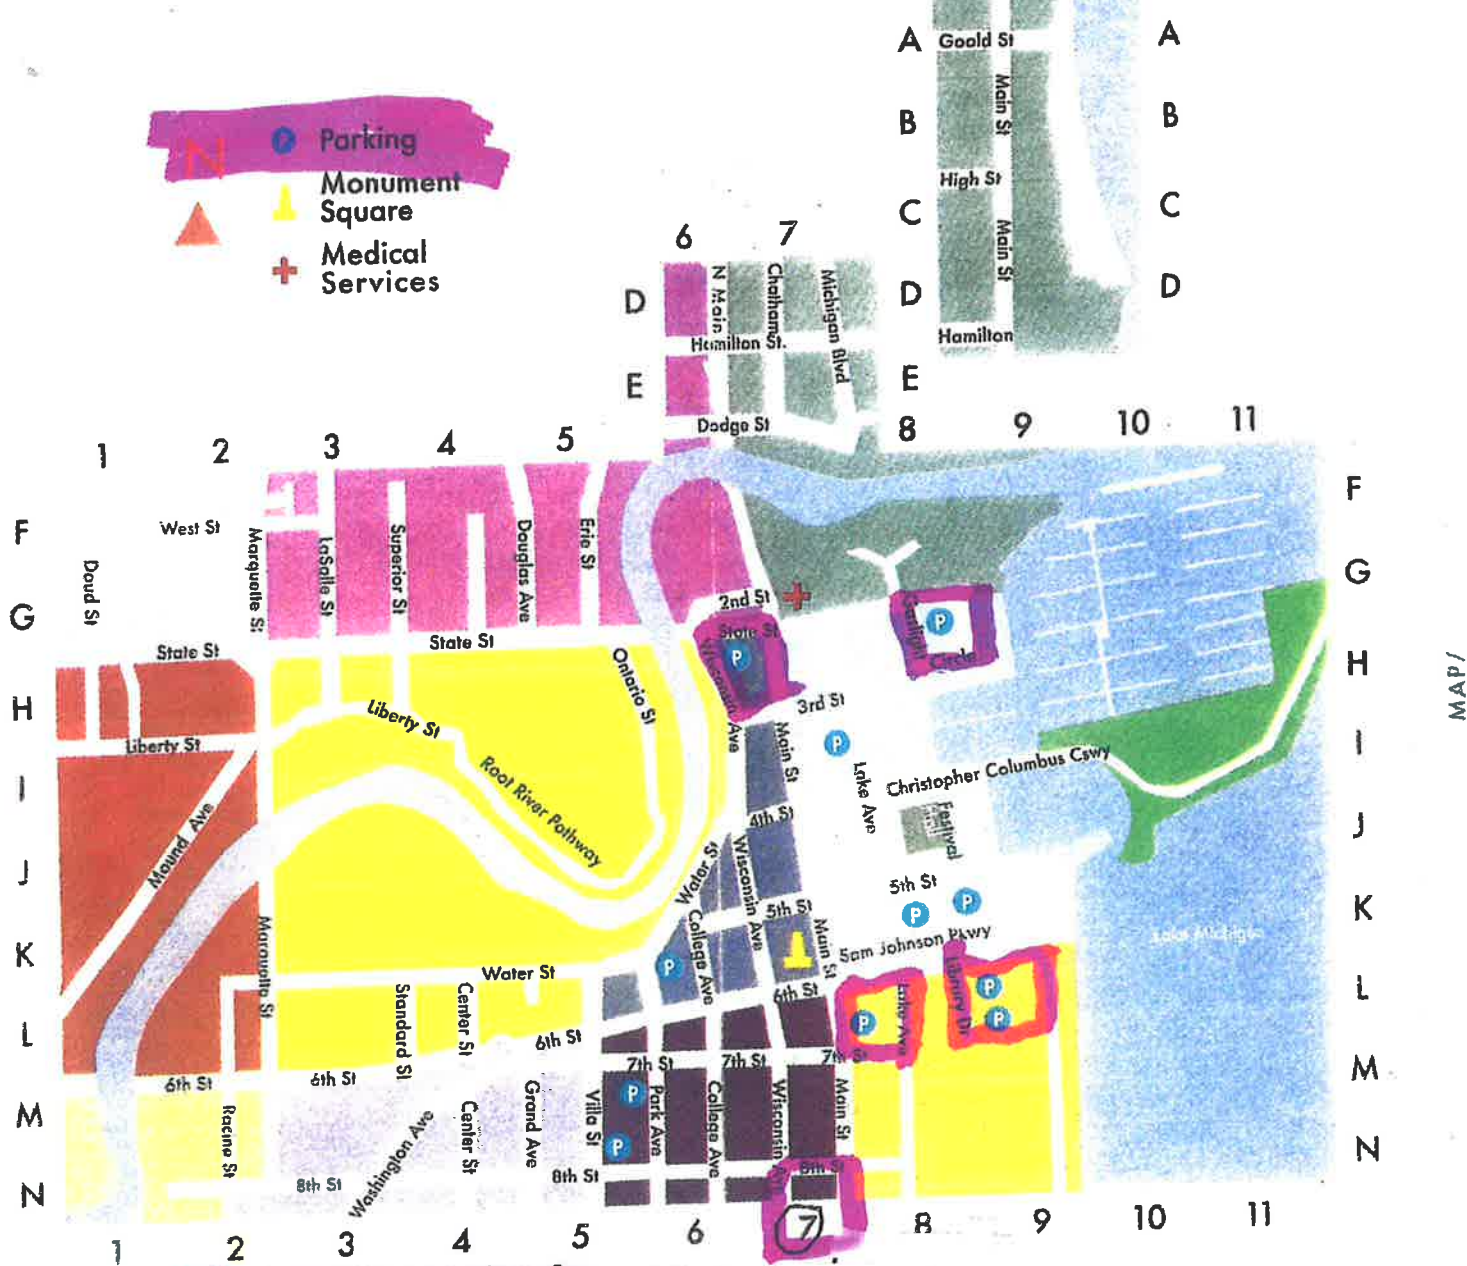 A
Goold St
A
Main St
B
B
P Parking
N
Monument
Square
High St
C
C
Medical
Services
Main St
6
7
D
N Main
Chatham
Michigan Blvd
D
D
Hamilton
Hamilton St.
E
E
Dodge St
8
9
10
11
1
2
3
4
5
F
F
West St
Marquette St
LaSalle St
Superior St
Douglas Ave
Erie St
G
Doud St
G
2nd St
State St
P
Gaslight
Circle
P
State St
State St
Wisconsin Ave
H
H
Ontario St
3rd St
Liberty St
Liberty St
Main St
P
I
I
Root River Pathway
Lake Ave
Christopher Columbus Cswy
Mound Ave
4th St
Festival
J
J
Water St
Wisconsin Ave
5th St
P
P
K
5th St
College Ave
Main St
Sam Johnson Pkwy
Lake Michigan
K
Marquette St
Water St
P
6th St
Lake Ave
Library Dr
P
P
P
L
L
Standard St
Center St
6th St
7th St
7th St
7th St
M
6th St
6th St
M
Racine St
Washington Ave
Center St
Grand Ave
Villa St
P
P
Park Ave
College Ave
Wisconsin Ave
Main St
N
8th St
8th St
8th St
N
1
2
3
4
5
6
7
8
9
10
11
MAP/